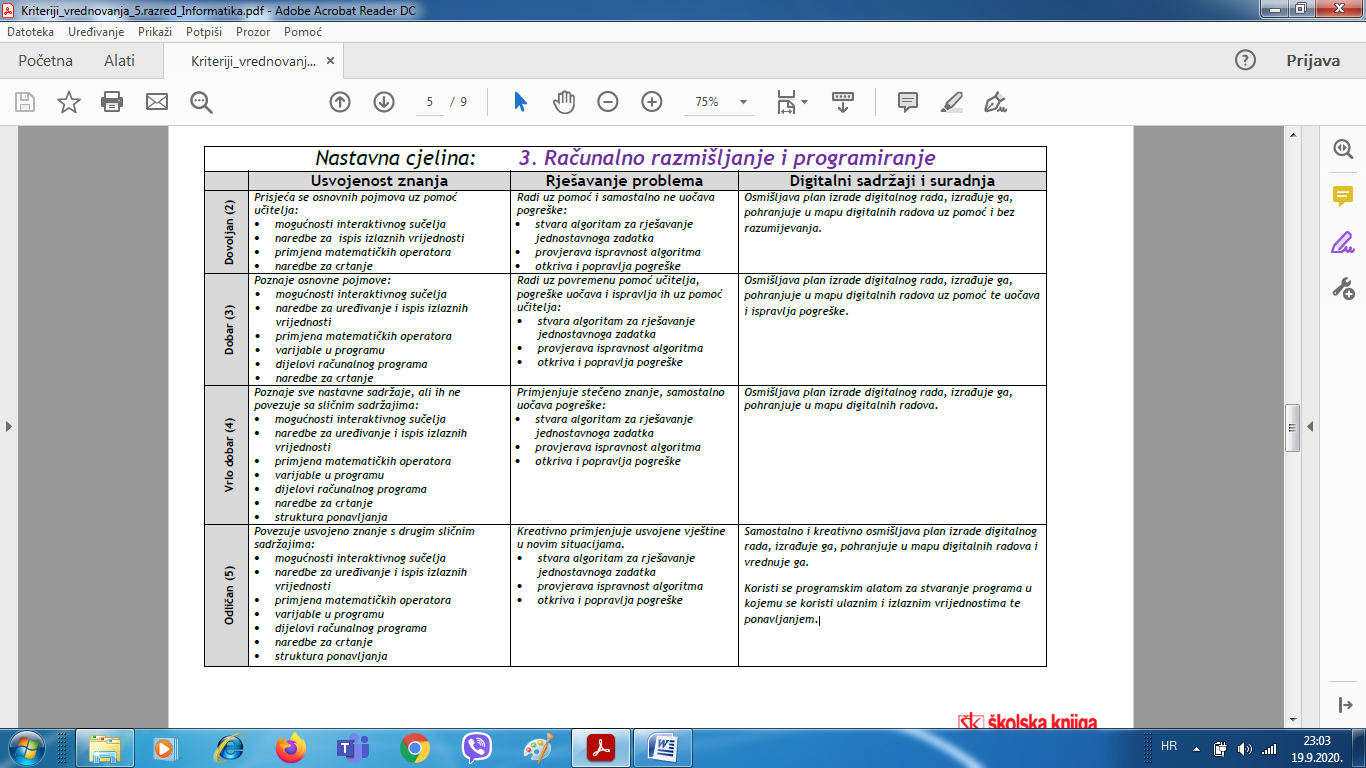 Kriteriji_vrednovanja_5.razred_Informatika.pdf - Adobe Acrobat Reader DC
Datoteka Uređivanje Prikaži Potpiši Prozor Pomoć
Početna Alati Kriteriji_vrednovanj... × Prijava
5 / 9 75%
Nastavna cjelina: 3. Računalno razmišljanje i programiranje
Usvojenost znanja Rješavanje problema Digitalni sadržaji i suradnja
Dovoljan (2)
Prisjeća se osnovnih pojmova uz pomoć
učitelja:
• mogućnosti interaktivnog sučelja
• naredbe za ispis izlaznih vrijednosti
• primjena matematičkih operatora
• naredbe za crtanje
Radi uz pomoć i samostalno ne uočava
pogreške:
• stvara algoritam za rješavanje
jednostavnoga zadatka
• provjerava ispravnost algoritma
• otkriva i popravlja pogreške
Osmišljava plan izrade digitalnog rada, izrađuje ga,
pohranjuje u mapu digitalnih radova uz pomoć i bez
razumijevanja.
Dobar (3)
Poznaje osnovne pojmove:
• mogućnosti interaktivnog sučelja
• naredbe za uređivanje i ispis izlaznih
vrijednosti
• primjena matematičkih operatora
• varijable u programu
• dijelovi računalnog programa
• naredbe za crtanje
Radi uz povremenu pomoć učitelja,
pogreške uočava i ispravlja ih uz pomoć
učitelja:
• stvara algoritam za rješavanje
jednostavnoga zadatka
• provjerava ispravnost algoritma
• otkriva i popravlja pogreške
Osmišljava plan izrade digitalnog rada, izrađuje ga,
pohranjuje u mapu digitalnih radova uz pomoć te uočava
i ispravlja pogreške.
Vrlo dobar (4)
Poznaje sve nastavne sadržaje, ali ih ne
povezuje sa sličnim sadržajima:
• mogućnosti interaktivnog sučelja
• naredbe za uređivanje i ispis izlaznih
vrijednosti
• primjena matematičkih operatora
• varijable u programu
• dijelovi računalnog programa
• naredbe za crtanje
• struktura ponavljanja
Primjenjuje stečeno znanje, samostalno
uočava pogreške:
• stvara algoritam za rješavanje
jednostavnoga zadatka
• provjerava ispravnost algoritma
• otkriva i popravlja pogreške
Osmišljava plan izrade digitalnog rada, izrađuje ga,
pohranjuje u mapu digitalnih radova.
Odličan (5)
Povezuje usvojeno znanje s drugim sličnim
sadržajima:
• mogućnosti interaktivnog sučelja
• naredbe za uređivanje i ispis izlaznih
vrijednosti
• primjena matematičkih operatora
• varijable u programu
• dijelovi računalnog programa
• naredbe za crtanje
• struktura ponavljanja
Kreativno primjenjuje usvojene vještine
u novim situacijama.
• stvara algoritam za rješavanje
jednostavnoga zadatka
• provjerava ispravnost algoritma
• otkriva i popravlja pogreške
Samostalno i kreativno osmišljava plan izrade digitalnog
rada, izrađuje ga, pohranjuje u mapu digitalnih radova i
vrednuje ga.
Koristi se programskim alatom za stvaranje programa u
kojemu se koristi ulaznim i izlaznim vrijednostima te
ponavljanjem.
školska knjiga
HR 23:03
19.9.2020.